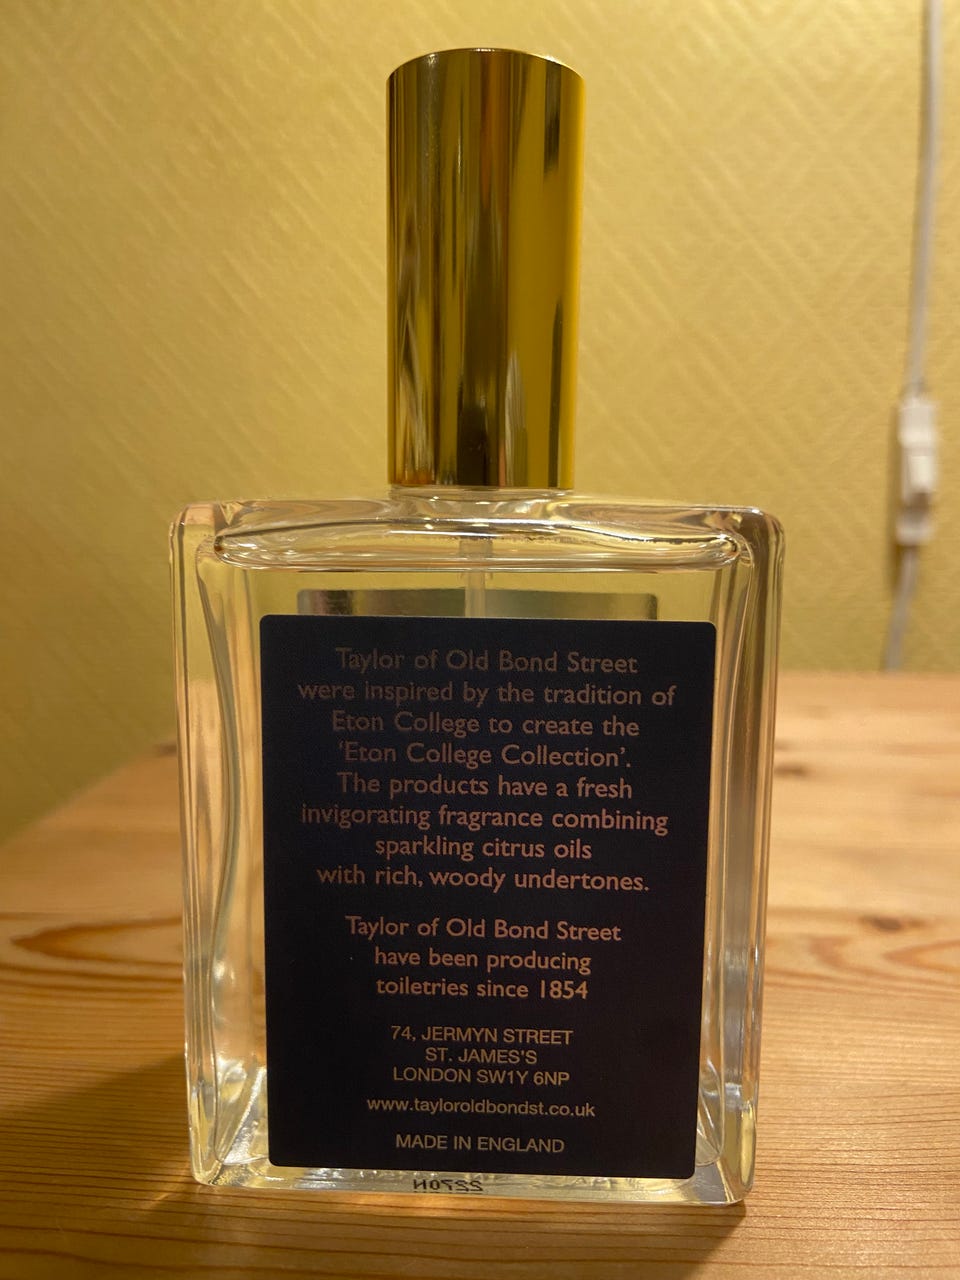 Taylor of Old Bond Street
were inspired by the tradition of
Eton College to create the
'Eton College Collection'.
The products have a fresh
invigorating fragrance combining
sparkling citrus oils
with rich, woody undertones.
Taylor of Old Bond Street
have been producing
toiletries since 1854
74, JERMYN STREET
ST. JAMES'S
LONDON SW1Y 6NP
www.tayloroldbondst.co.uk
MADE IN ENGLAND
2270N